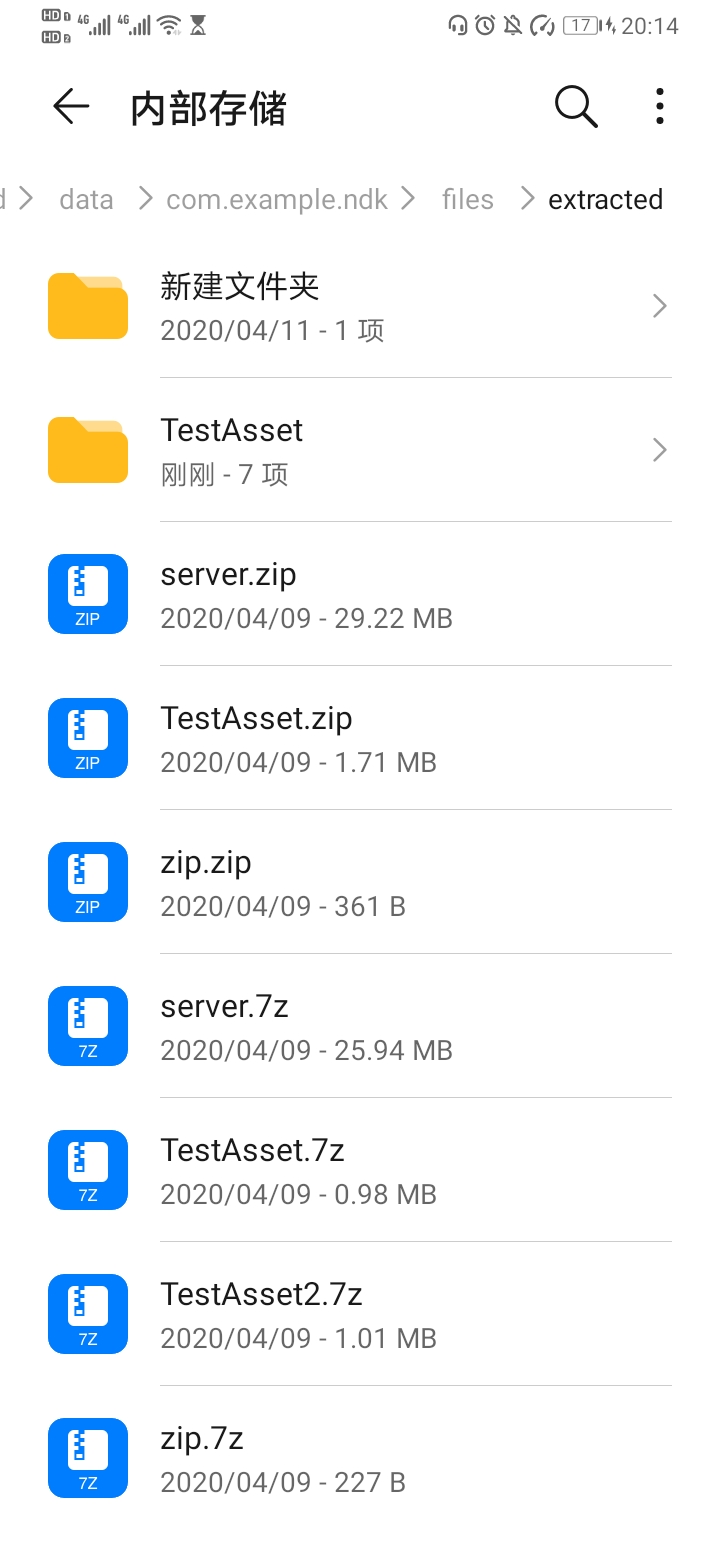 HD 1 4G 4G 17 20:14
HD 2
内部存储
d data com.example.ndk files extracted
新建文件夹
2020/04/11 - 1 项
TestAsset
刚刚 - 7 项
server.zip
ZIP
2020/04/09 - 29.22 MB
TestAsset.zip
ZIP
2020/04/09 - 1.71 MB
zip.zip
ZIP
2020/04/09 - 361 B
server.7z
7Z
2020/04/09 - 25.94 MB
TestAsset.7z
7Z
2020/04/09 - 0.98 MB
TestAsset2.7z
7Z
2020/04/09 - 1.01 MB
zip.7z
7Z
2020/04/09 - 227 B